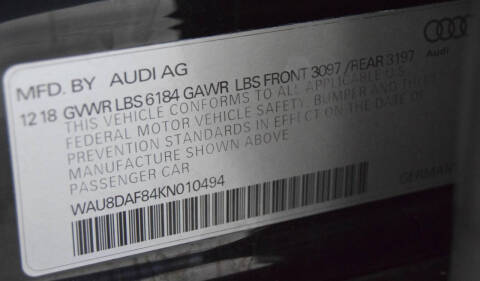 MFD. BY AUDI AG
Audi
12 18 GVWR LBS 6184 GAWR LBS FRONT 3097 / REAR 3197
THIS VEHICLE CONFORMS TO ALL APPLICABLE U.S.
FEDERAL MOTOR VEHICLE SAFETY, BUMPER AND THEFT
PREVENTION STANDARDS IN EFFECT ON THE DATE OF
MANUFACTURE SHOWN ABOVE
PASSENGER CAR
WAU8DAF84KN010494
GERMANY